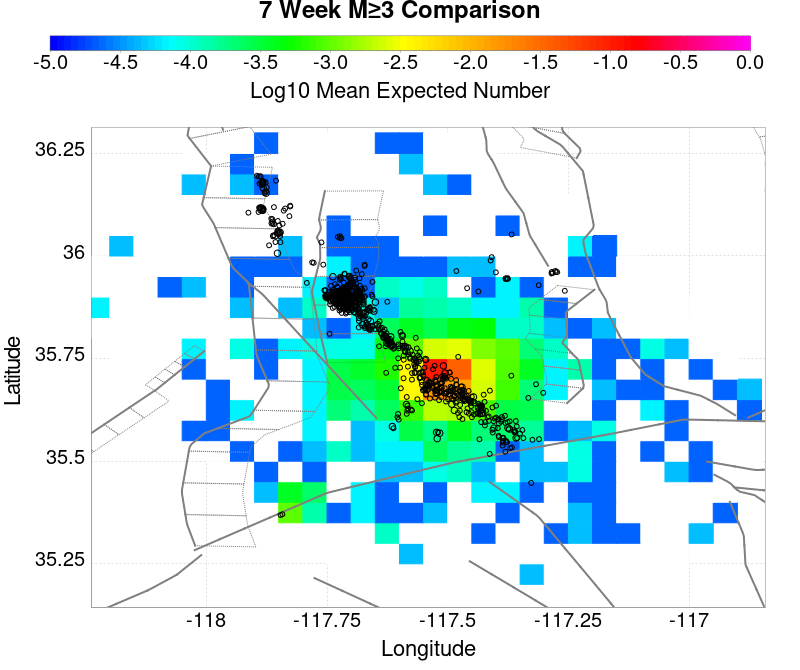 7 Week M≥3 Comparison
-5.0 -4.5 -4.0 -3.5 -3.0 -2.5 -2.0 -1.5 -1.0 -0.5 0.0
Log10 Mean Expected Number
36.25
36
35.75
35.5
35.25
Latitude
-118 -117.75 -117.5 -117.25 -117
Longitude